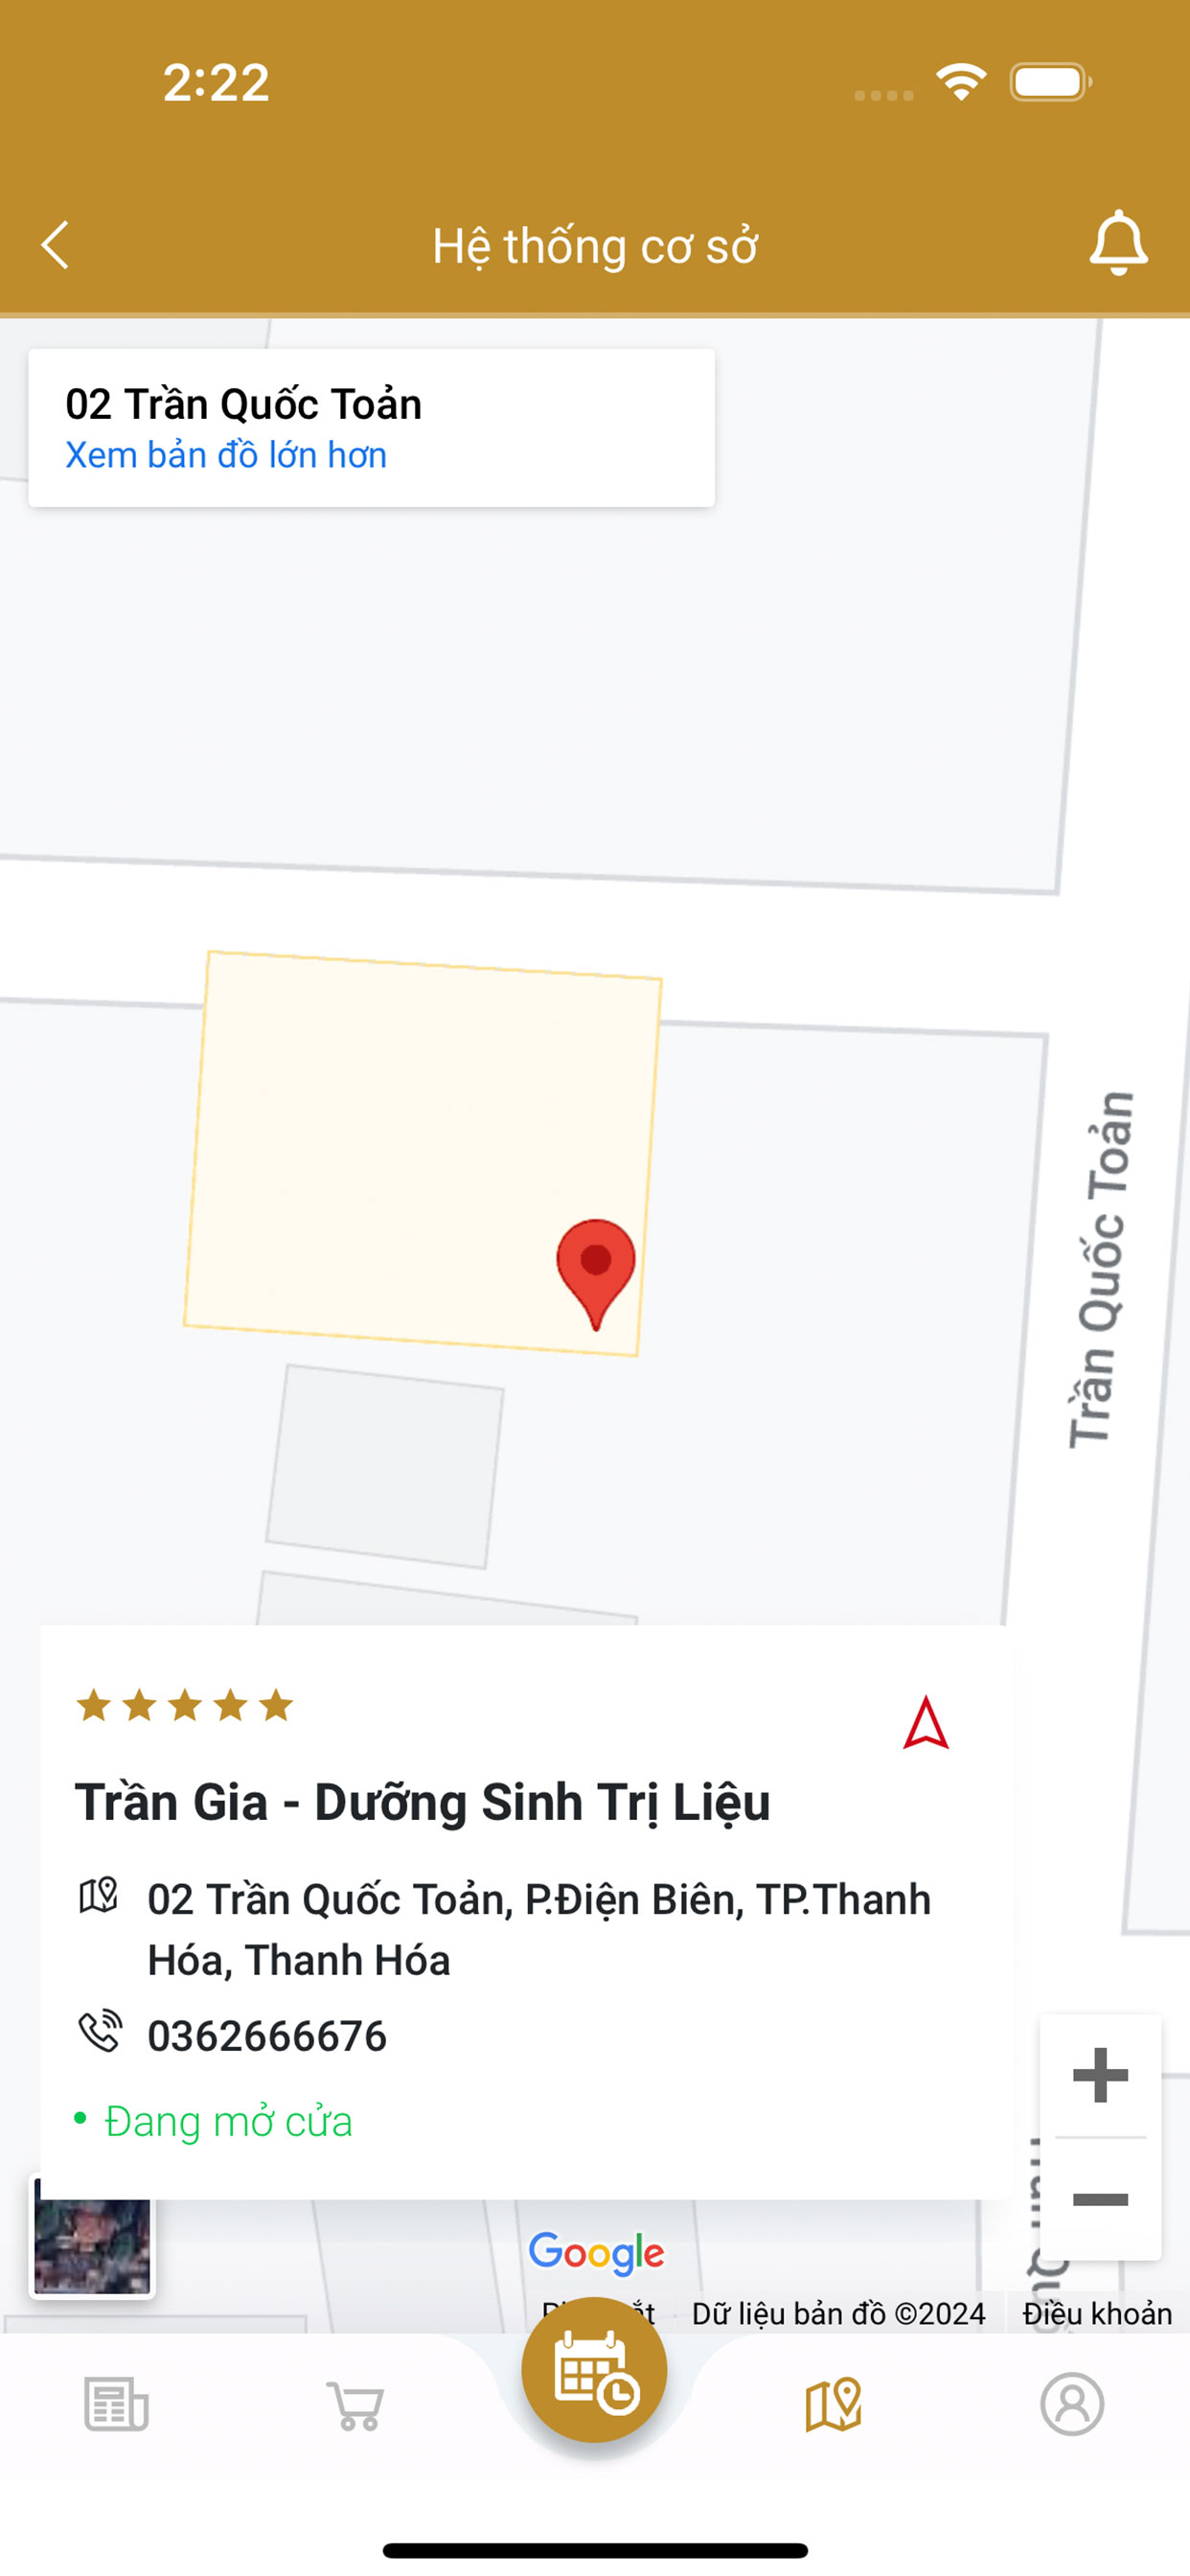 2:22
Hệ thống cơ sở
02 Trần Quốc Toản
Xem bản đồ lớn hơn
Trần Quốc Toản
Trần Gia - Dưỡng Sinh Trị Liệu
02 Trần Quốc Toản, P.Điện Biên, TP.Thanh
Hóa, Thanh Hóa
0362666676
• Đang mở cửa
Google
Dữ liệu bản đồ ©2024
Điều khoản